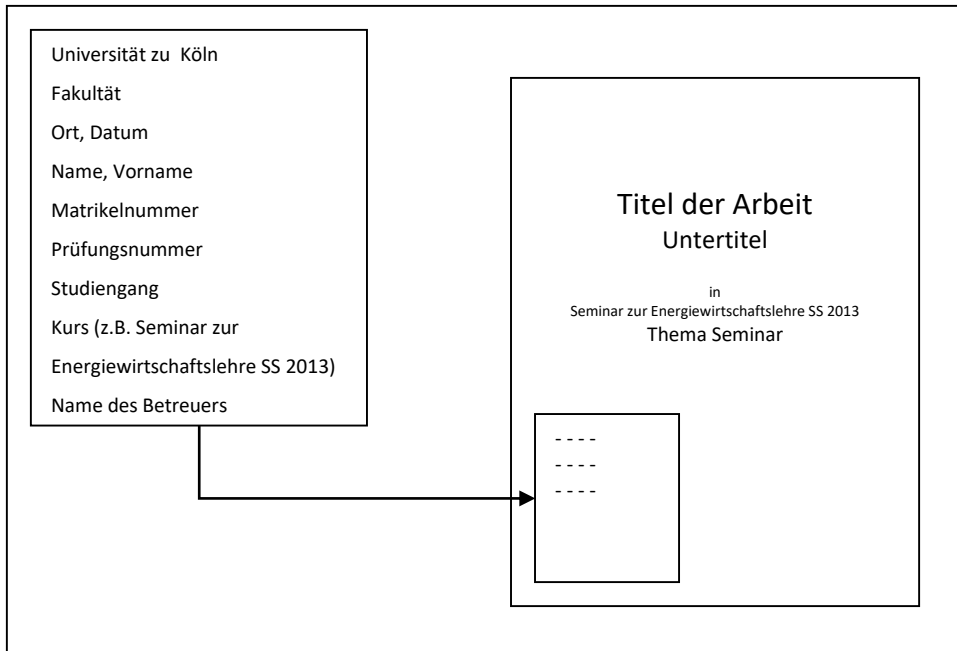 Universität zu Köln
Fakultät
Ort, Datum
Name, Vorname
Matrikelnummer
Prüfungsnummer
Studiengang
Kurs (z.B. Seminar zur
Energiewirtschaftslehre SS 2013)
Name des Betreuers
Titel der Arbeit
Untertitel
in
Seminar zur Energiewirtschaftslehre SS 2013
Thema Seminar
- - - -
- - - -
- - - -